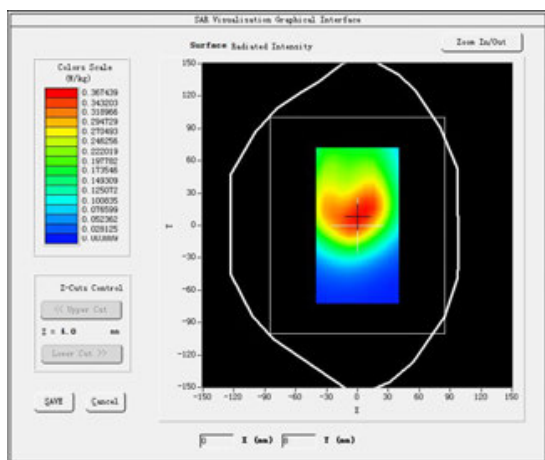 SAR Visualisation Graphical Interface
Surface Radiated Intensity
Zoom In/Out
Colors Scale
(W/kg)
0.367439
0.343203
0.318966
0.294729
0.270493
0.246256
0.222019
0.197782
0.173546
0.149309
0.125072
0.100835
0.076599
0.052362
0.028125
0.003889
150
120
90
60
30
0
-30
-60
-90
-120
-150
Y
-150 -120 -90 -60 -30 0 30 60 90 120 150
X
Z-Cuts Control
<< Upper Cut
Z = 4.0 mm
Lower Cut >>
SAVE Cancel
0 X (mm) 8 Y (mm)